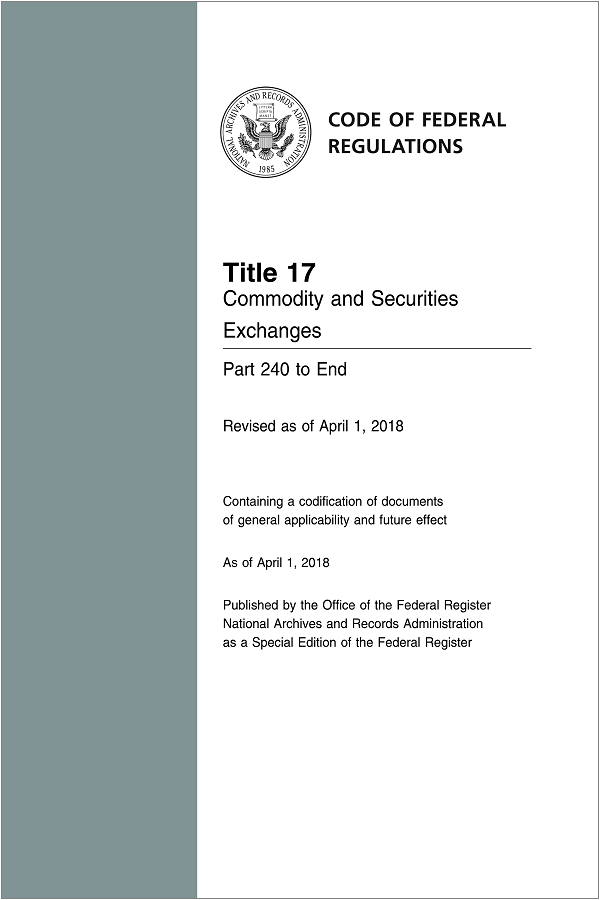 NATIONAL ARCHIVES AND RECORDS ADMINISTRATION
LITTERA
SCRIPTA
MANET
1985
CODE OF FEDERAL
REGULATIONS
Title 17
Commodity and Securities
Exchanges
Part 240 to End
Revised as of April 1, 2018
Containing a codification of documents
of general applicability and future effect
As of April 1, 2018
Published by the Office of the Federal Register
National Archives and Records Administration
as a Special Edition of the Federal Register